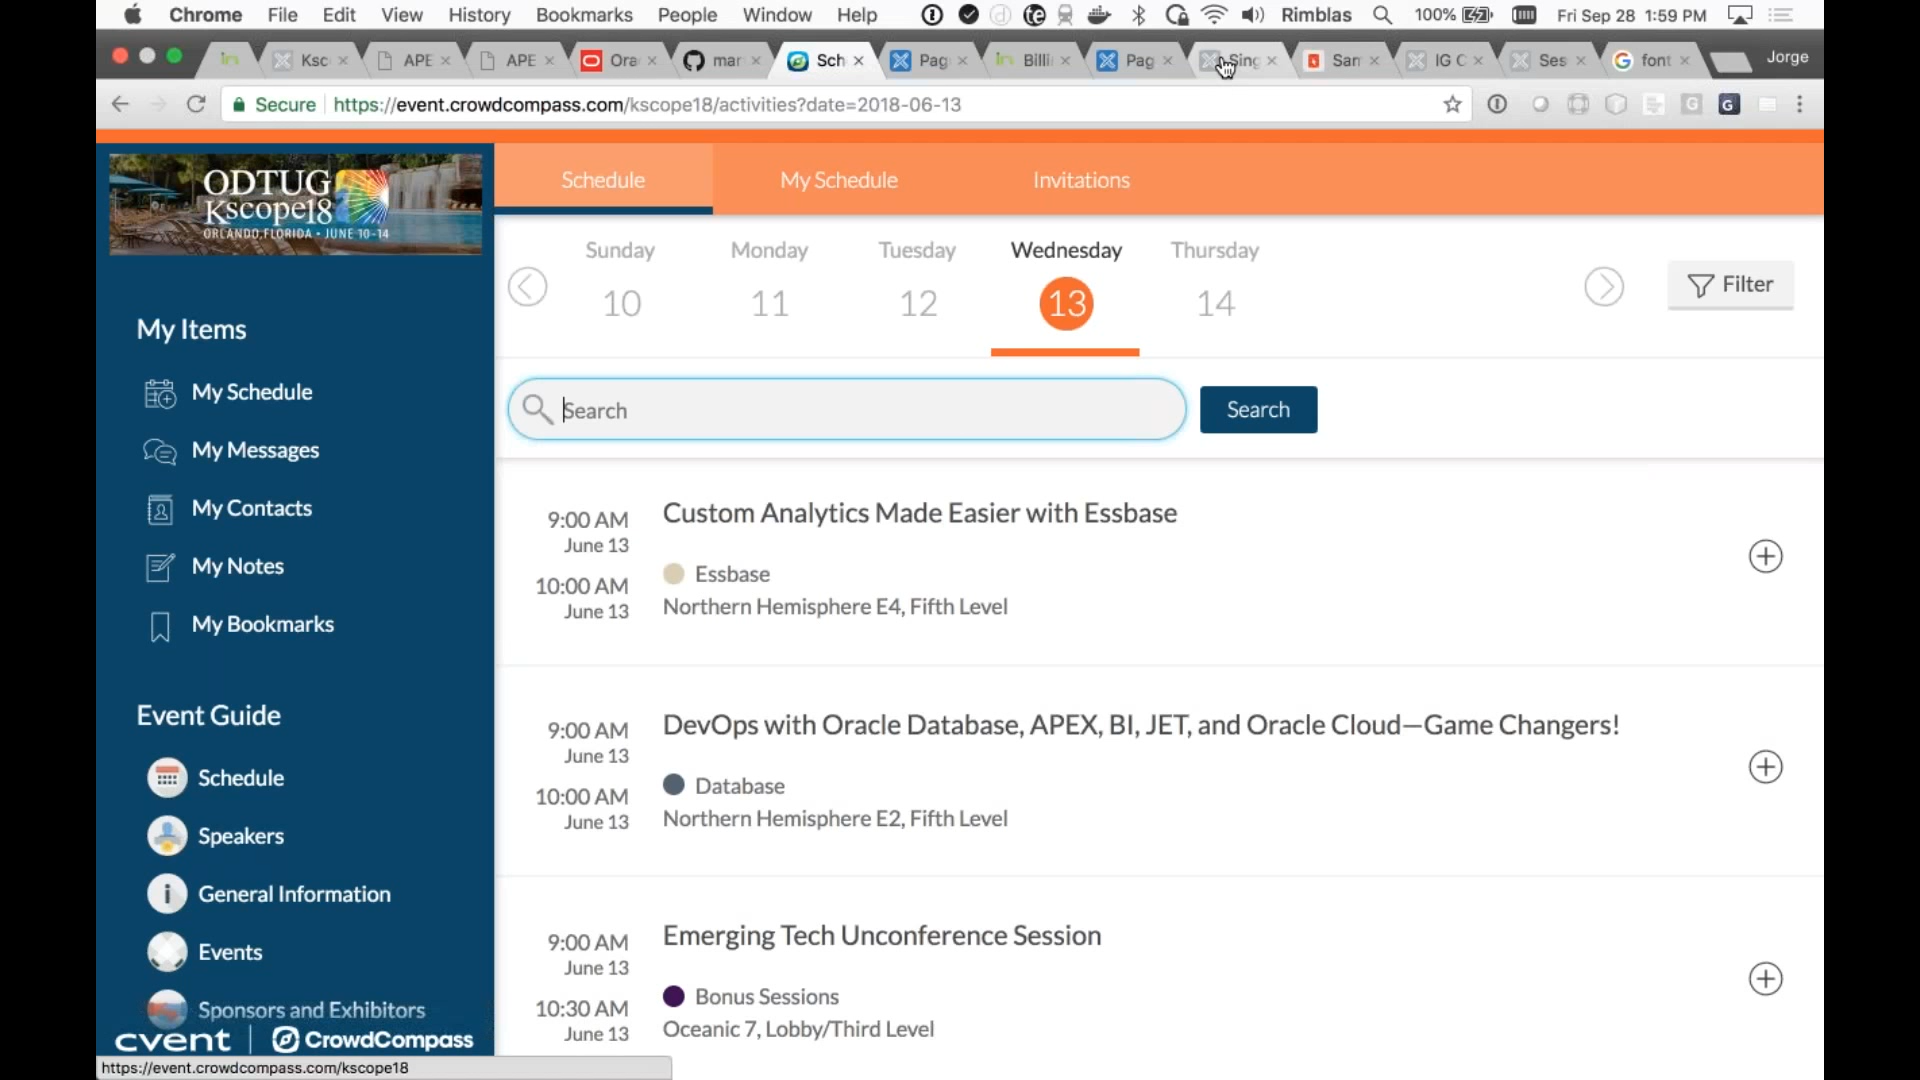 Chrome File Edit View History Bookmarks People Window Help Rimblas 100% Fri Sep 28 1:59 PM
Ksc APE APE Ora mar Sch Pag Billi Pag Sing Sam IG C Ses font Jorge
Secure https://event.crowdcompass.com/kscope18/activities?date=2018-06-13
ODTUG
Kscope18
ORLANDO, FLORIDA • JUNE 10-14
My Items
My Schedule
My Messages
My Contacts
My Notes
My Bookmarks
Event Guide
Schedule
Speakers
General Information
Events
Sponsors and Exhibitors
cvent | CrowdCompass
https://event.crowdcompass.com/kscope18
Schedule My Schedule Invitations
Sunday Monday Tuesday Wednesday Thursday
10 11 12 13 14
Filter
Search Search
9:00 AM
June 13
10:00 AM
June 13
Custom Analytics Made Easier with Essbase
Essbase
Northern Hemisphere E4, Fifth Level
9:00 AM
June 13
10:00 AM
June 13
DevOps with Oracle Database, APEX, BI, JET, and Oracle Cloud—Game Changers!
Database
Northern Hemisphere E2, Fifth Level
9:00 AM
June 13
10:30 AM
June 13
Emerging Tech Unconference Session
Bonus Sessions
Oceanic 7, Lobby/Third Level